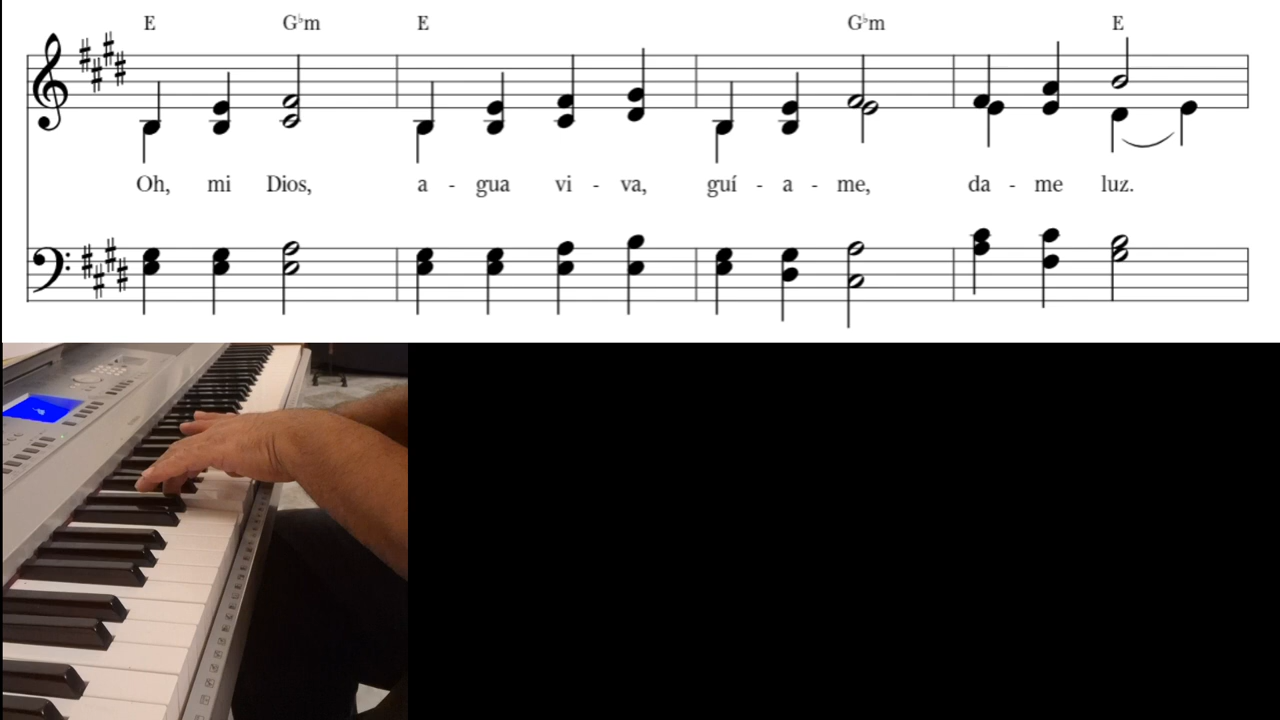 E G♭m E G♭m E
Oh, mi Dios, a - gua vi - va, guí - a - me, da - me luz.